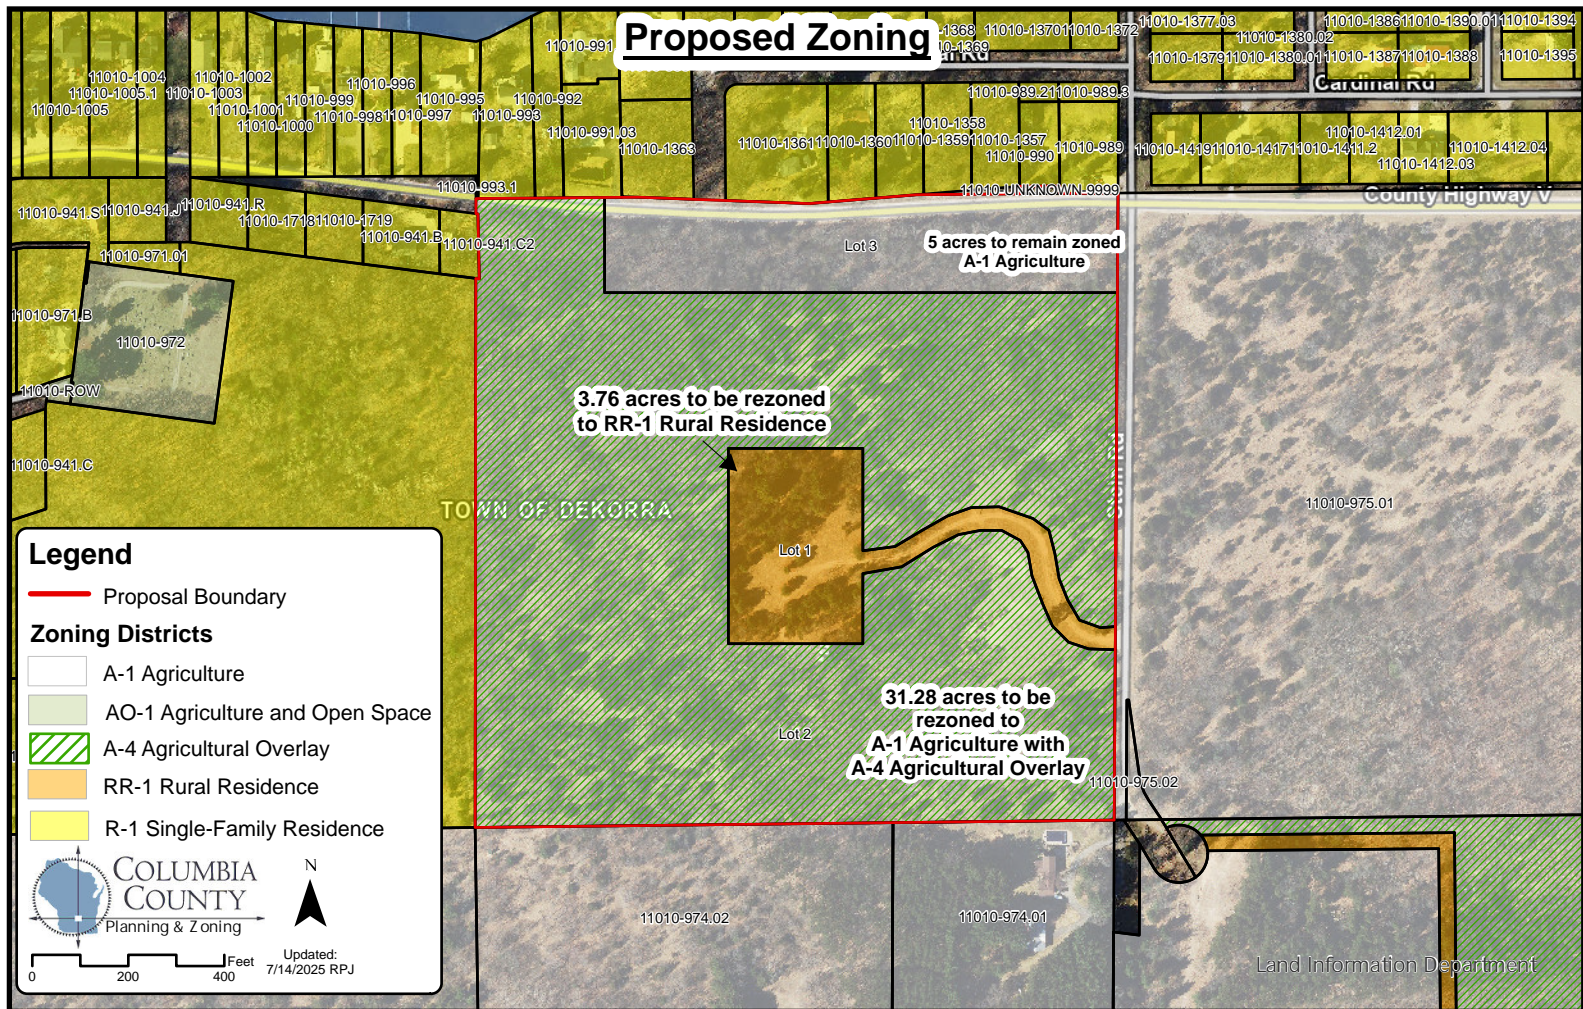 Proposed Zoning
11010-991
1368
11010-1370
11010-1372
-1369
al Rd
11010-1377.03
11010-1386
11010-1390.01
11010-1394
11010-1380.02
11010-1379
11010-1380.01
11010-1387
11010-1388
11010-1395
Cardinal Rd
11010-1004
11010-1002
11010-996
11010-1005.1
11010-1003
11010-999
11010-995
11010-992
11010-989.2
11010-989.3
11010-1005
11010-1001
11010-998
11010-997
11010-993
11010-1000
11010-991.03
11010-1358
11010-1412.01
11010-1363
11010-1361
11010-1360
11010-1359
11010-1357
11010-990
11010-989
11010-1419
11010-1417
11010-1411.2
11010-1412.04
11010-1412.03
11010-993.1
11010-UNKNOWN-9999
County Highway V
11010-941.S
11010-941.J
11010-941.R
11010-1718
11010-1719
11010-941.B
11010-941.C2
Lot 3
5 acres to remain zoned
A-1 Agriculture
11010-971.01
11010-971.B
11010-972
11010-ROW
3.76 acres to be rezoned
to RR-1 Rural Residence
11010-941.C
TOWN OF DEKORRA
11010-975.01
Lot 1
Lot 2
31.28 acres to be
rezoned to
A-1 Agriculture with
A-4 Agricultural Overlay
11010-975.02
11010-974.02
11010-974.01
Land Information Department
Legend
Proposal Boundary
Zoning Districts
A-1 Agriculture
AO-1 Agriculture and Open Space
A-4 Agricultural Overlay
RR-1 Rural Residence
R-1 Single-Family Residence
COLUMBIA
COUNTY
Planning & Zoning
N
Updated:
7/14/2025 RPJ
Feet
0 200 400